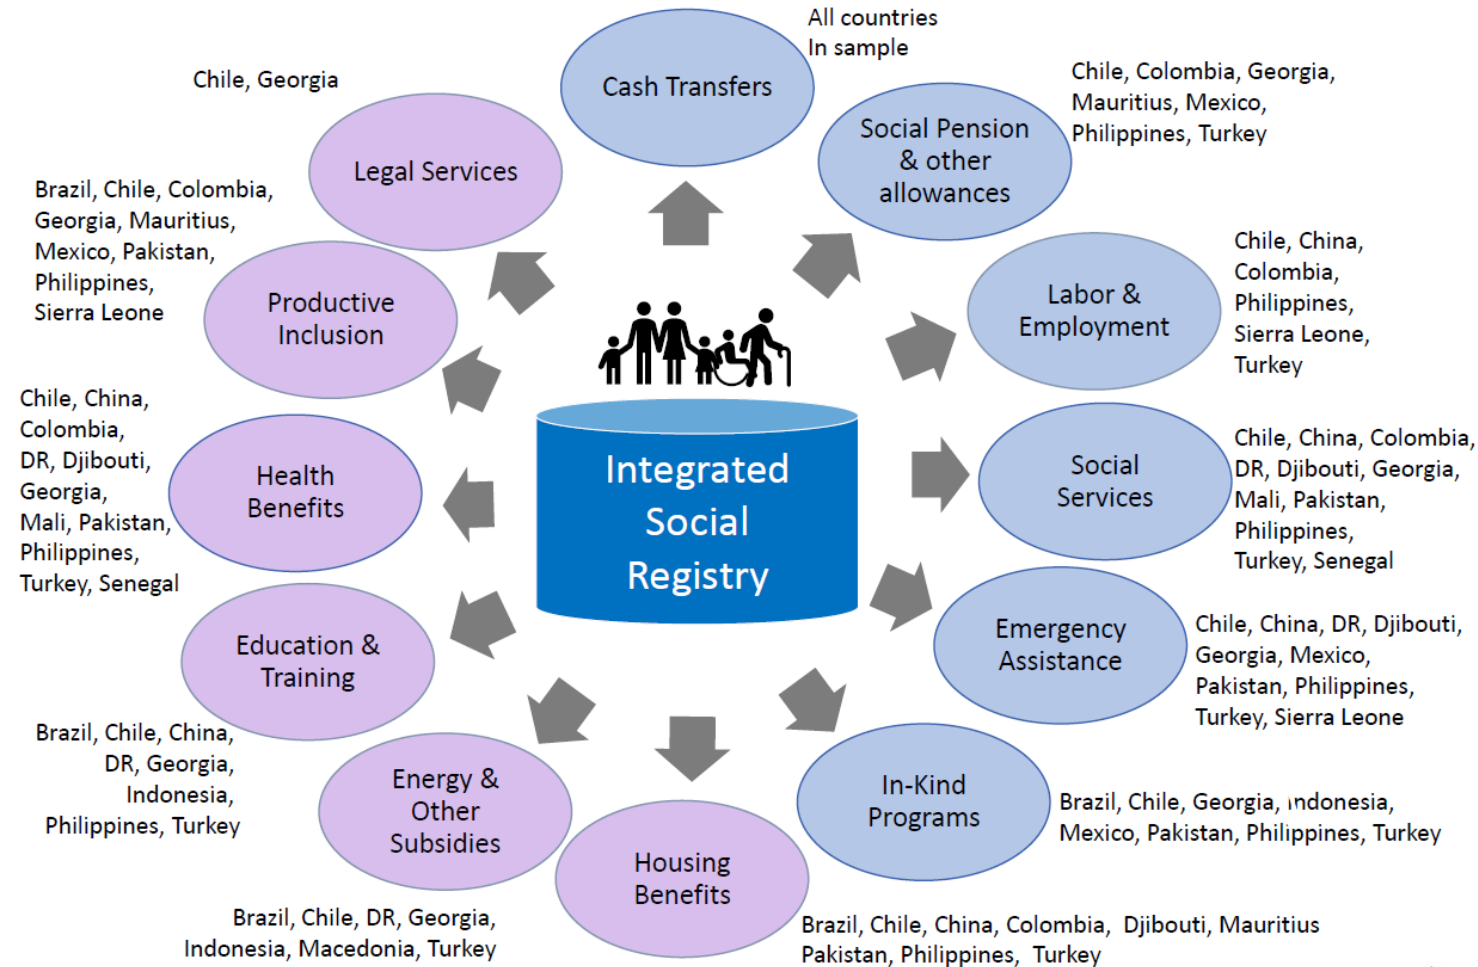 All countries
In sample
Cash Transfers
Chile, Colombia, Georgia,
Mauritius, Mexico,
Philippines, Turkey
Social Pension
& other
allowances
Chile, China,
Colombia,
Philippines,
Sierra Leone,
Turkey
Labor &
Employment
Chile, China, Colombia,
DR, Djibouti, Georgia,
Mali, Pakistan,
Philippines,
Turkey, Senegal
Social
Services
Chile, China, DR, Djibouti,
Georgia, Mexico,
Pakistan, Philippines,
Turkey, Sierra Leone
Emergency
Assistance
Brazil, Chile, Georgia, Indonesia,
Mexico, Pakistan, Philippines, Turkey
In-Kind
Programs
Brazil, Chile, China, Colombia, Djibouti, Mauritius
Pakistan, Philippines, Turkey
Housing
Benefits
Brazil, Chile, DR, Georgia,
Indonesia, Macedonia, Turkey
Energy &
Other
Subsidies
Brazil, Chile, China,
DR, Georgia,
Indonesia,
Philippines, Turkey
Education &
Training
Chile, China,
Colombia,
DR, Djibouti,
Georgia,
Mali, Pakistan,
Philippines,
Turkey, Senegal
Health
Benefits
Brazil, Chile, Colombia,
Georgia, Mauritius,
Mexico, Pakistan,
Philippines,
Sierra Leone
Productive
Inclusion
Chile, Georgia
Legal Services
Integrated
Social
Registry